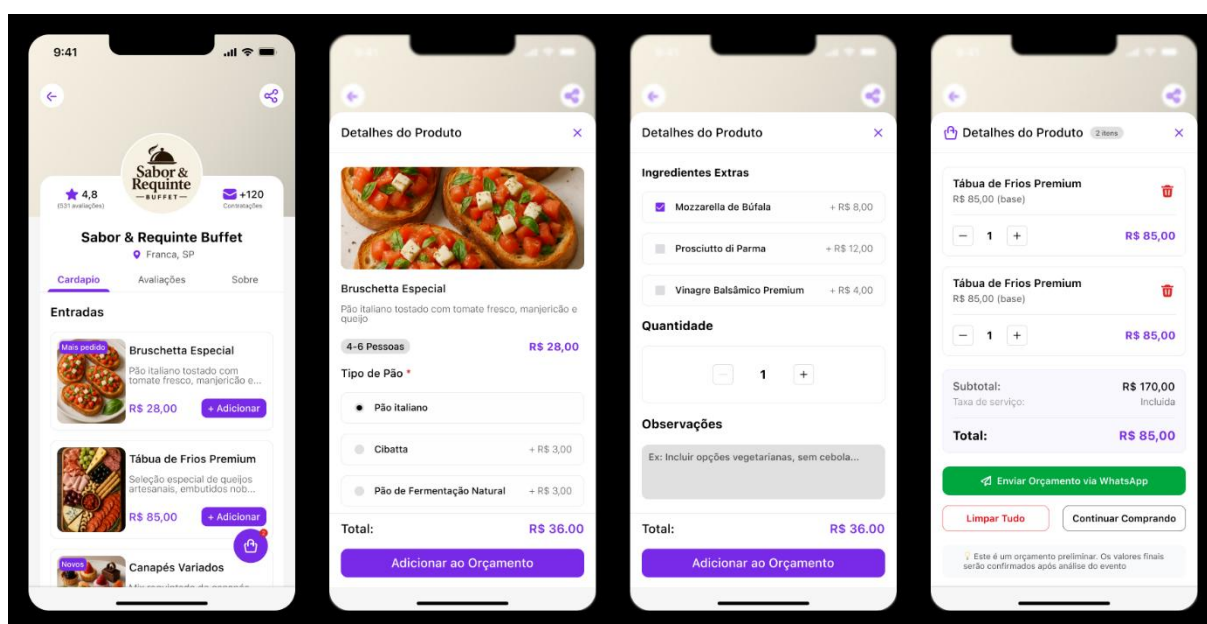 9:41
Sabor &
Requinte
BUFFET
4,8
(531 avaliações)
+120
Contratações
Sabor & Requinte Buffet
Franca, SP
Cardapio Avaliações Sobre
Entradas
Mais pedido
Bruschetta Especial
Pão italiano tostado com
tomate fresco, manjericão e...
R$ 28,00 + Adicionar
Tábua de Frios Premium
Seleção especial de queijos
artesanais, embutidos nob...
R$ 85,00 + Adicionar
Novos
Canapés Variados
Detalhes do Produto
Bruschetta Especial
Pão italiano tostado com tomate fresco, manjericão e
queijo
4-6 Pessoas R$ 28,00
Tipo de Pão *
Pão italiano
Cibatta + R$ 3,00
Pão de Fermentação Natural + R$ 3,00
Total: R$ 36.00
Adicionar ao Orçamento
Detalhes do Produto
Ingredientes Extras
Mozzarella de Búfala + R$ 8,00
Prosciutto di Parma + R$ 12,00
Vinagre Balsâmico Premium + R$ 4,00
Quantidade
− 1 +
Observações
Ex: Incluir opções vegetarianas, sem cebola...
Total: R$ 36.00
Adicionar ao Orçamento
Detalhes do Produto 2 itens
Tábua de Frios Premium
R$ 85,00 (base)
− 1 + R$ 85,00
Tábua de Frios Premium
R$ 85,00 (base)
− 1 + R$ 85,00
Subtotal: R$ 170,00
Taxa de serviço: Incluida
Total: R$ 85,00
Enviar Orçamento via WhatsApp
Limpar Tudo Continuar Comprando
Este é um orçamento preliminar. Os valores finais
serão confirmados após análise do evento